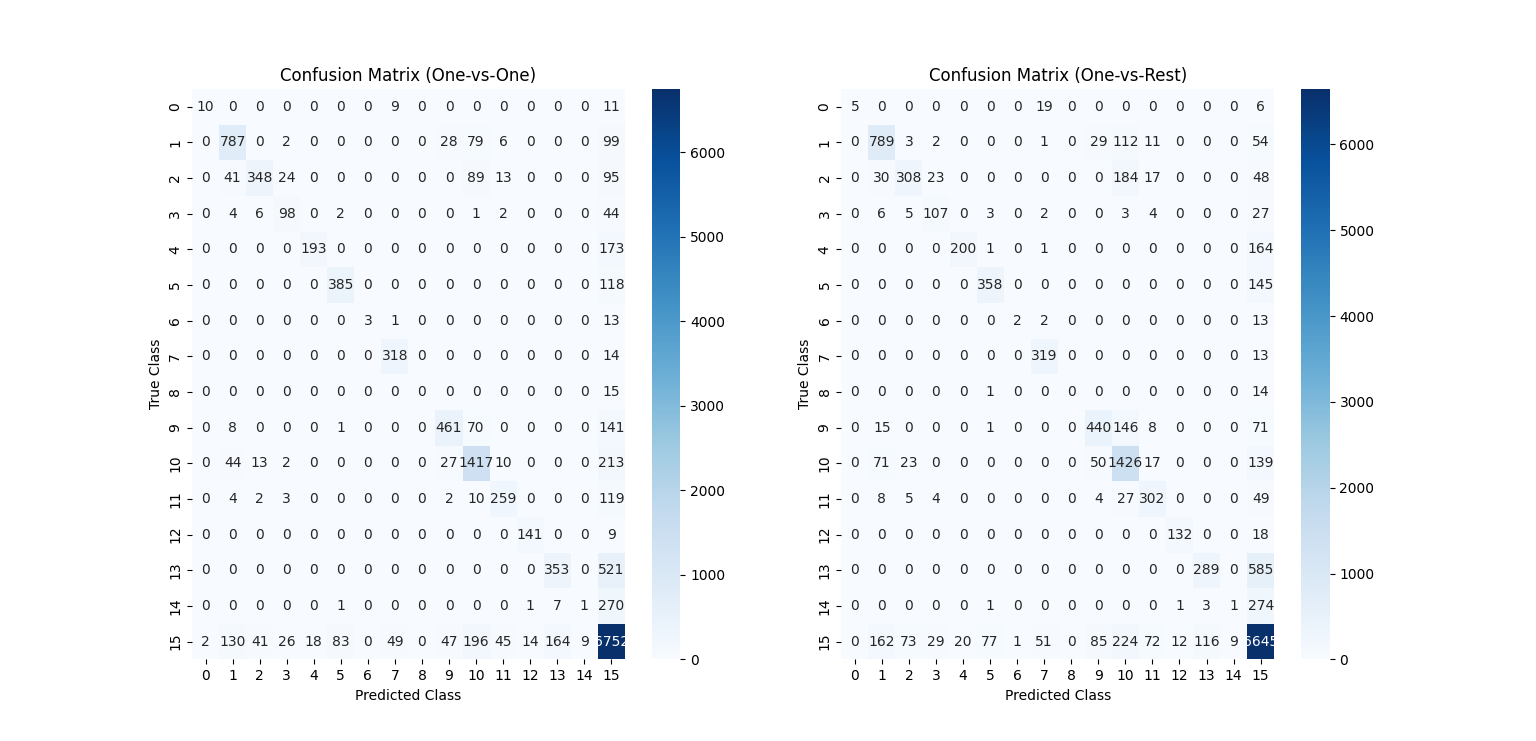 Confusion Matrix (One-vs-One)
0 10 0 0 0 0 0 0 9 0 0 0 0 0 0 0 11
1 0 787 0 2 0 0 0 0 0 28 79 6 0 0 0 99
2 0 41 348 24 0 0 0 0 0 0 89 13 0 0 0 95
3 0 4 6 98 0 2 0 0 0 0 1 2 0 0 0 44
4 0 0 0 0 193 0 0 0 0 0 0 0 0 0 0 173
5 0 0 0 0 0 385 0 0 0 0 0 0 0 0 0 118
6 0 0 0 0 0 0 3 1 0 0 0 0 0 0 0 13
7 0 0 0 0 0 0 0 318 0 0 0 0 0 0 0 14
8 0 0 0 0 0 0 0 0 0 0 0 0 0 0 0 15
9 0 8 0 0 0 1 0 0 0 461 70 0 0 0 0 141
10 0 44 13 2 0 0 0 0 0 27 1417 10 0 0 0 213
11 0 4 2 3 0 0 0 0 0 2 10 259 0 0 0 119
12 0 0 0 0 0 0 0 0 0 0 0 0 141 0 0 9
13 0 0 0 0 0 0 0 0 0 0 0 0 0 353 0 521
14 0 0 0 0 0 1 0 0 0 0 0 0 1 7 1 270
15 2 130 41 26 18 83 0 49 0 47 196 45 14 164 9 6752
0 1 2 3 4 5 6 7 8 9 10 11 12 13 14 15
Predicted Class
True Class
6000
5000
4000
3000
2000
1000
0
Confusion Matrix (One-vs-Rest)
0 5 0 0 0 0 0 0 19 0 0 0 0 0 0 0 6
1 0 789 3 2 0 0 0 1 0 29 112 11 0 0 0 54
2 0 30 308 23 0 0 0 0 0 0 184 17 0 0 0 48
3 0 6 5 107 0 3 0 2 0 0 3 4 0 0 0 27
4 0 0 0 0 200 1 0 1 0 0 0 0 0 0 0 164
5 0 0 0 0 0 358 0 0 0 0 0 0 0 0 0 145
6 0 0 0 0 0 0 2 2 0 0 0 0 0 0 0 13
7 0 0 0 0 0 0 0 319 0 0 0 0 0 0 0 13
8 0 0 0 0 0 1 0 0 0 0 0 0 0 0 0 14
9 0 15 0 0 0 1 0 0 0 440 146 8 0 0 0 71
10 0 71 23 0 0 0 0 0 0 50 1426 17 0 0 0 139
11 0 8 5 4 0 0 0 0 0 4 27 302 0 0 0 49
12 0 0 0 0 0 0 0 0 0 0 0 0 132 0 0 18
13 0 0 0 0 0 0 0 0 0 0 0 0 0 289 0 585
14 0 0 0 0 0 1 0 0 0 0 0 0 1 3 1 274
15 0 162 73 29 20 77 1 51 0 85 224 72 12 116 9 6645
0 1 2 3 4 5 6 7 8 9 10 11 12 13 14 15
Predicted Class
True Class
6000
5000
4000
3000
2000
1000
0